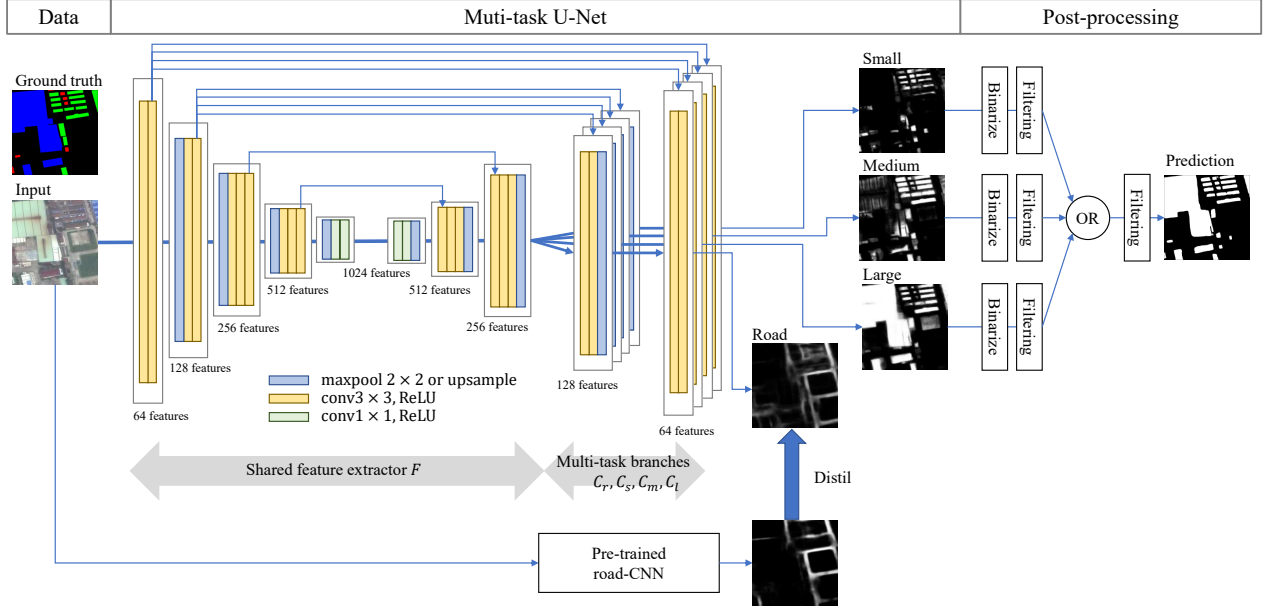 Data
Muti-task U-Net
Post-processing
Ground truth
Input
64 features
128 features
256 features
512 features
1024 features
512 features
256 features
128 features
64 features
maxpool 2 × 2 or upsample
conv3 × 3, ReLU
conv1 × 1, ReLU
Shared feature extractor F
Multi-task branches
C_r, C_s, C_m, C_l
Small
Medium
Large
Road
Distil
Pre-trained
road-CNN
Binarize
Filtering
Binarize
Filtering
Binarize
Filtering
OR
Filtering
Prediction